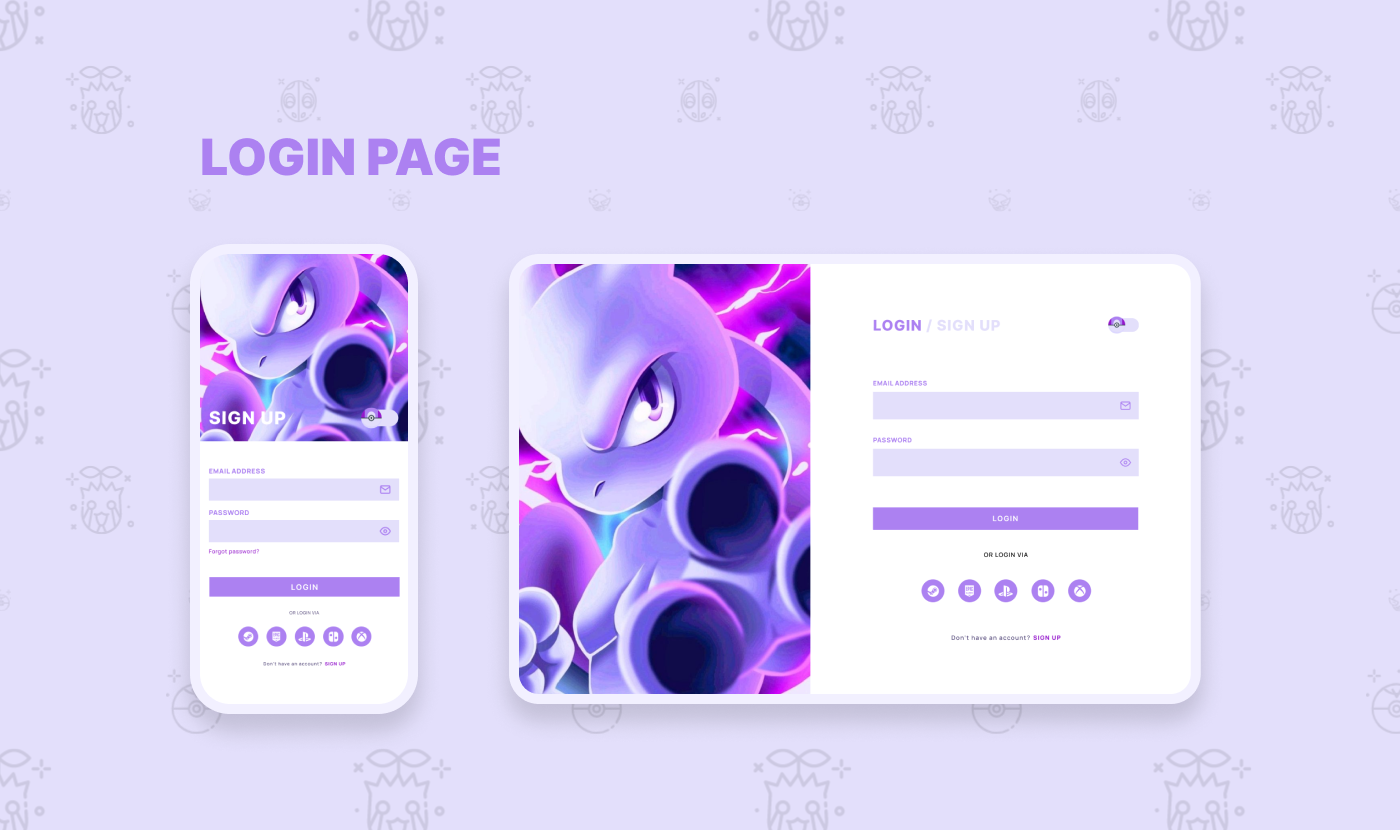 LOGIN PAGE
SIGN UP
EMAIL ADDRESS
PASSWORD
Forgot password?
LOGIN
OR LOGIN VIA
Don't have an account? SIGN UP
LOGIN / SIGN UP
EMAIL ADDRESS
PASSWORD
LOGIN
OR LOGIN VIA
Don't have an account? SIGN UP